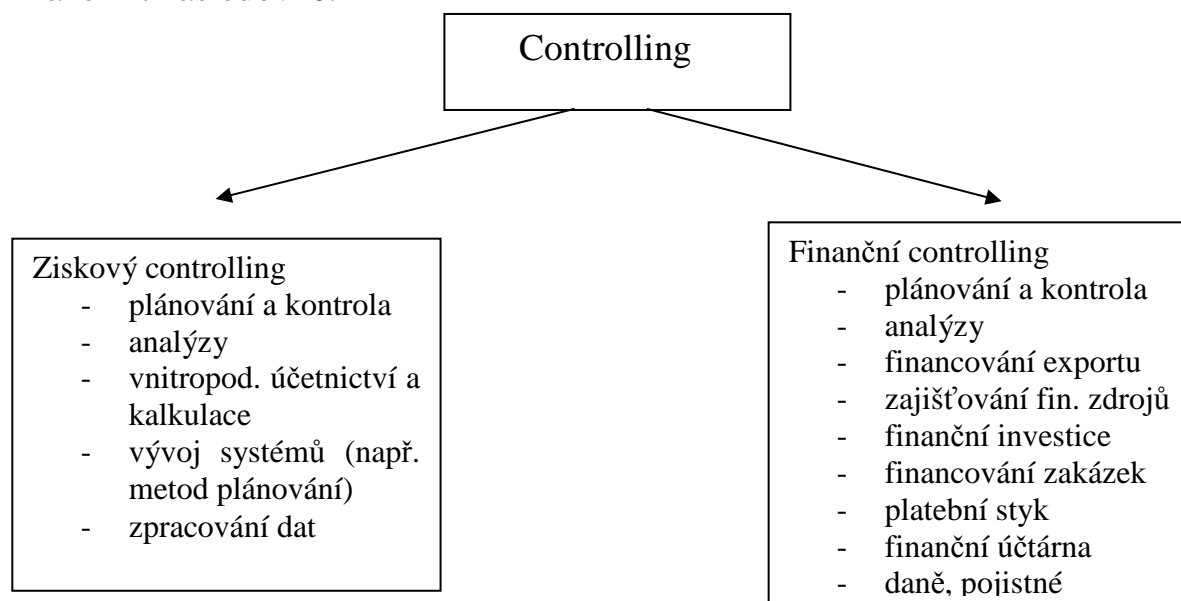 Controlling
Ziskový controlling
- plánování a kontrola
- analýzy
- vnitropod. účetnictví a
kalkulace
- vývoj systémů (např.
metod plánování)
- zpracování dat
Finanční controlling
- plánování a kontrola
- analýzy
- financování exportu
- zajišťování fin. zdrojů
- finanční investice
- financování zakázek
- platební styk
- finanční účtárna
- daně, pojistné